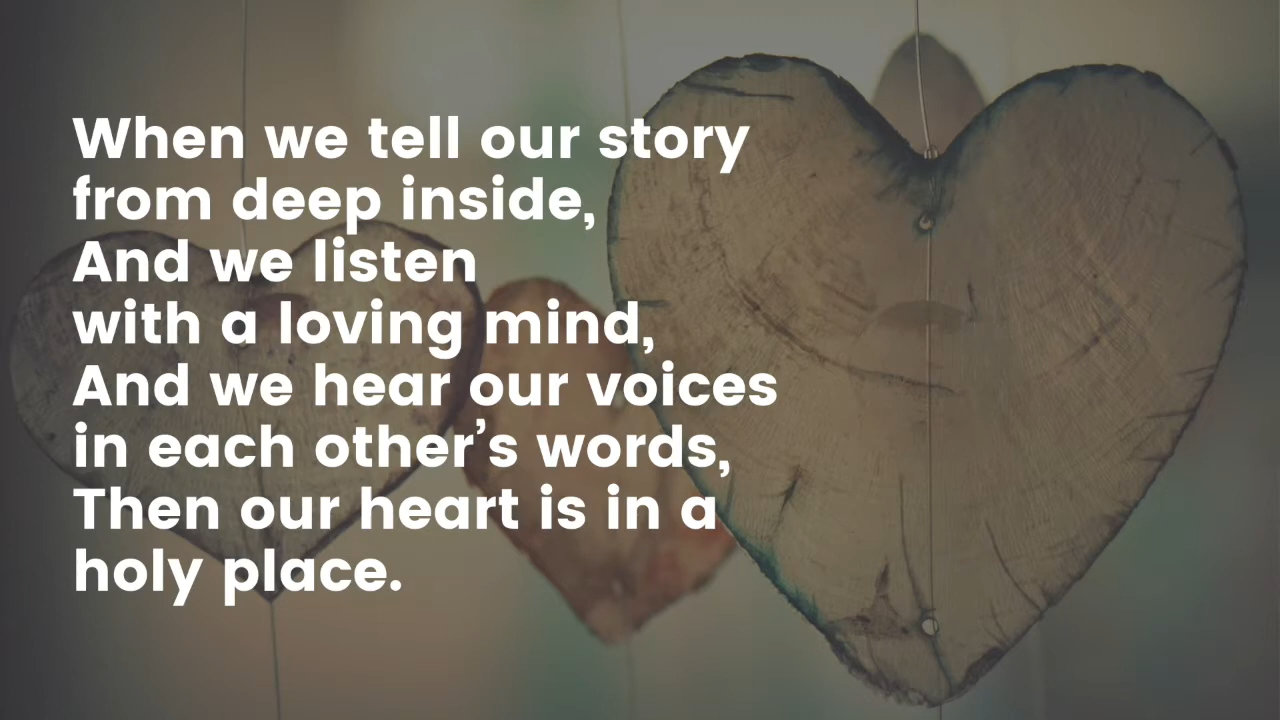 When we tell our story
from deep inside,
And we listen
with a loving mind,
And we hear our voices
in each other’s words,
Then our heart is in a
holy place.